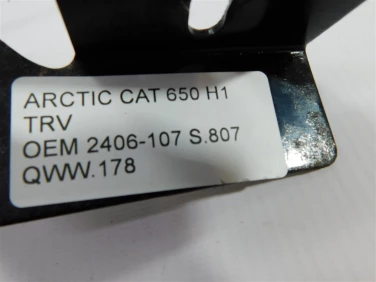 ARCTIC CAT 650 H1
TRV
OEM 2406-107 S.807
QWW.178